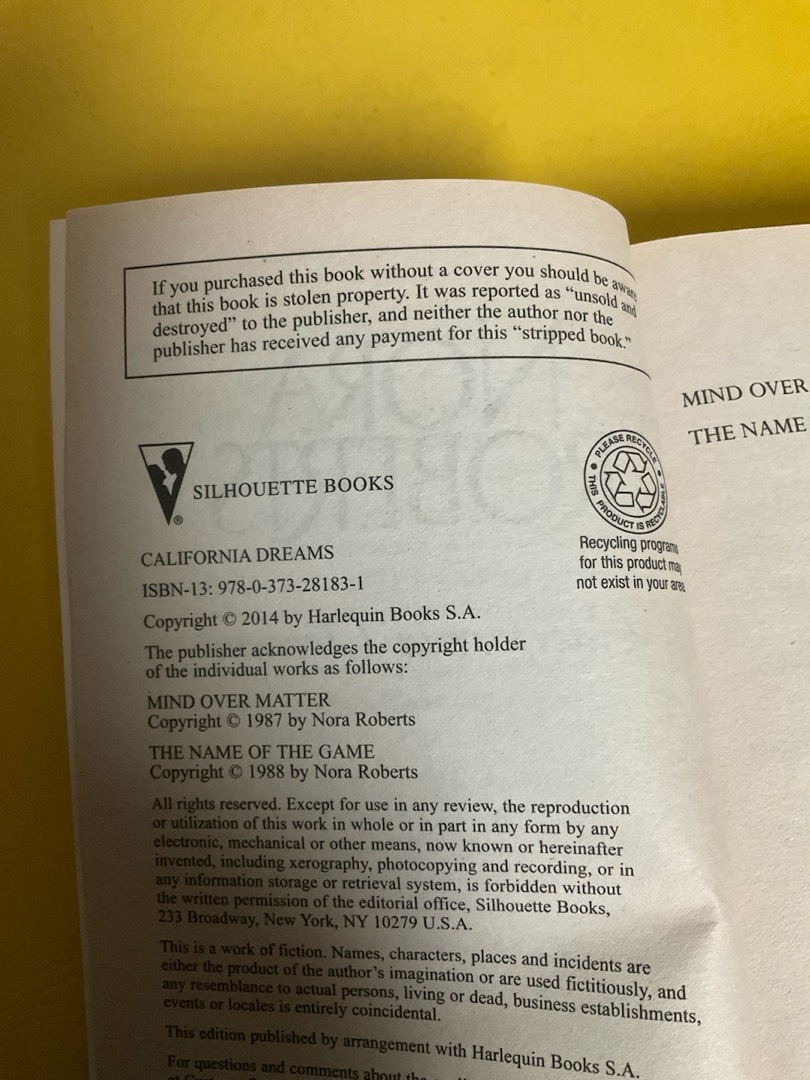 If you purchased this book without a cover you should be aware
that this book is stolen property. It was reported as “unsold and
destroyed” to the publisher, and neither the author nor the
publisher has received any payment for this “stripped book.”
SILHOUETTE BOOKS
®
PLEASE RECYCLE
THIS PRODUCT IS RECYCLABLE
Recycling programs
for this product may
not exist in your area.
CALIFORNIA DREAMS
ISBN-13: 978-0-373-28183-1
Copyright © 2014 by Harlequin Books S.A.
The publisher acknowledges the copyright holder
of the individual works as follows:
MIND OVER MATTER
Copyright © 1987 by Nora Roberts
THE NAME OF THE GAME
Copyright © 1988 by Nora Roberts
All rights reserved. Except for use in any review, the reproduction
or utilization of this work in whole or in part in any form by any
electronic, mechanical or other means, now known or hereinafter
invented, including xerography, photocopying and recording, or in
any information storage or retrieval system, is forbidden without
the written permission of the editorial office, Silhouette Books,
233 Broadway, New York, NY 10279 U.S.A.
This is a work of fiction. Names, characters, places and incidents are
either the product of the author’s imagination or are used fictitiously, and
any resemblance to actual persons, living or dead, business establishments,
events or locales is entirely coincidental.
This edition published by arrangement with Harlequin Books S.A.
For questions and comments about the
MIND OVER
THE NAME